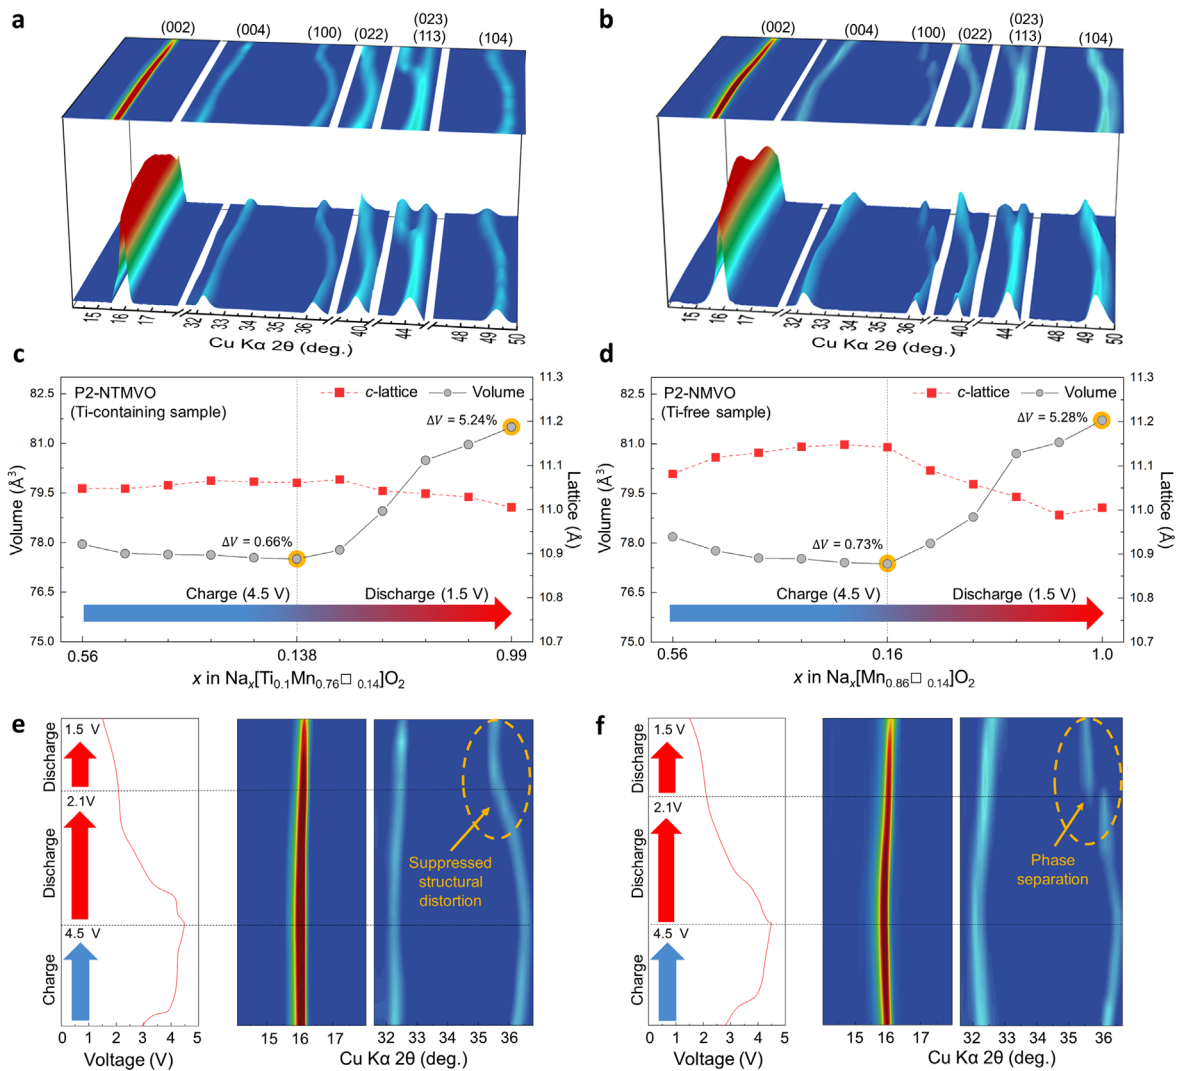 a
(002)
(004)
(100)
(022)
(023)
(113)
(104)
15
16
17
32
33
34
35
36
40
44
48
50
Cu Kα 2θ (deg.)
b
(002)
(004)
(100)
(022)
(023)
(113)
(104)
15
16
17
32
33
34
35
36
40
44
48
49
50
Cu Kα 2θ (deg.)
c
P2-NTMVO
(Ti-containing sample)
c-lattice
Volume
ΔV = 5.24%
ΔV = 0.66%
Charge (4.5 V)
Discharge (1.5 V)
82.5
81.0
79.5
78.0
76.5
75.0
Volume (Å3)
11.3
11.2
11.1
11.0
10.9
10.8
10.7
Lattice (Å)
0.56
0.138
0.99
x in Nax[Ti0.1Mn0.76□ 0.14]O2
d
P2-NMVO
(Ti-free sample)
c-lattice
Volume
ΔV = 5.28%
ΔV = 0.73%
Charge (4.5 V)
Discharge (1.5 V)
82.5
81.0
79.5
78.0
76.5
75.0
Volume (Å3)
11.3
11.2
11.1
11.0
10.9
10.8
10.7
Lattice (Å)
0.56
0.16
1.0
x in Nax[Mn0.86□ 0.14]O2
e
1.5 V
Discharge
2.1V
Discharge
4.5 V
Charge
Suppressed
structural
distortion
0 1 2 3 4 5
Voltage (V)
15 16 17
32 33 34 35 36
Cu Kα 2θ (deg.)
f
1.5 V
Discharge
2.1V
Discharge
4.5 V
Charge
Phase
separation
0 1 2 3 4 5
Voltage (V)
15 16 17
32 33 34 35 36
Cu Kα 2θ (deg.)